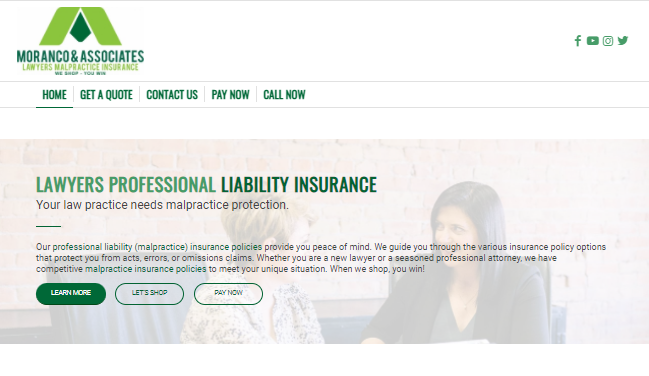 MORANCO & ASSOCIATES
LAWYERS MALPRACTICE INSURANCE
WE SHOP - YOU WIN
HOME
GET A QUOTE
CONTACT US
PAY NOW
CALL NOW
LAWYERS PROFESSIONAL LIABILITY INSURANCE
Your law practice needs malpractice protection.
Our professional liability (malpractice) insurance policies provide you peace of mind. We guide you through the various insurance policy options
that protect you from acts, errors, or omissions claims. Whether you are a new lawyer or a seasoned professional attorney, we have
competitive malpractice insurance policies to meet your unique situation. When we shop, you win!
LEARN MORE
LET'S SHOP
PAY NOW